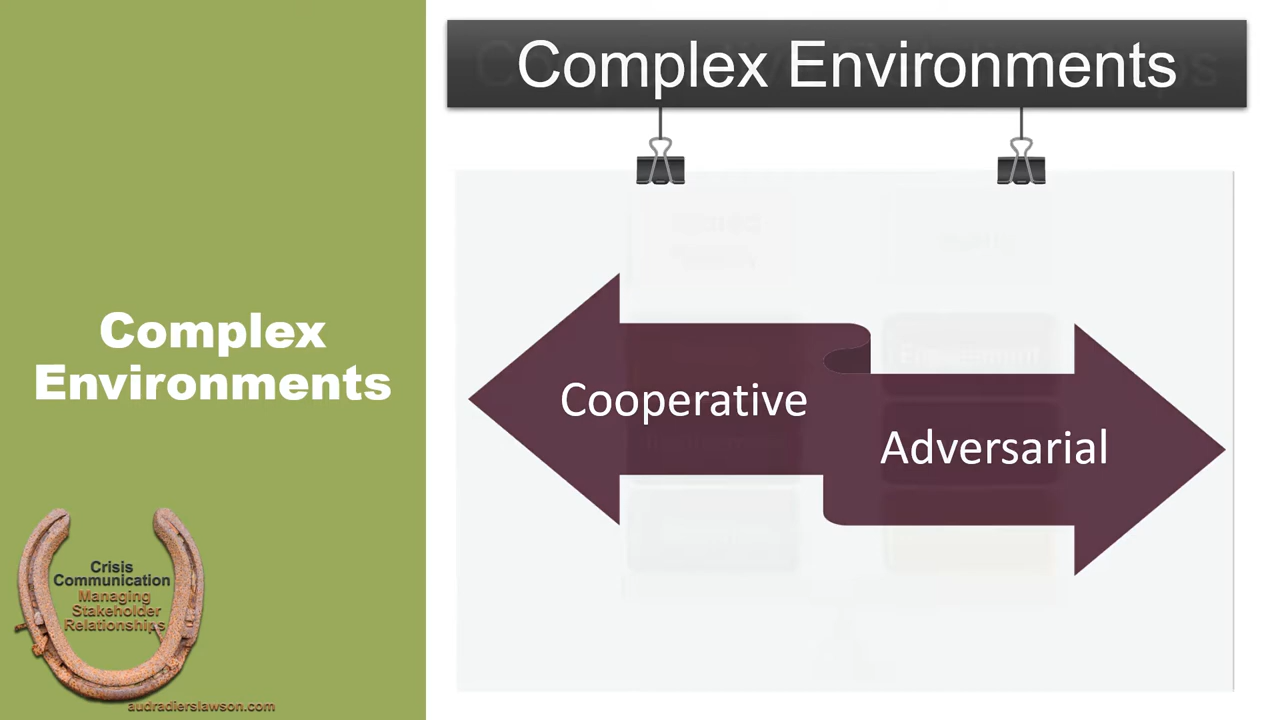 Complex Environments
Complex
Environments
Cooperative
Adversarial
Crisis
Communication
Managing
Stakeholder
Relationships
audradierslawson.com